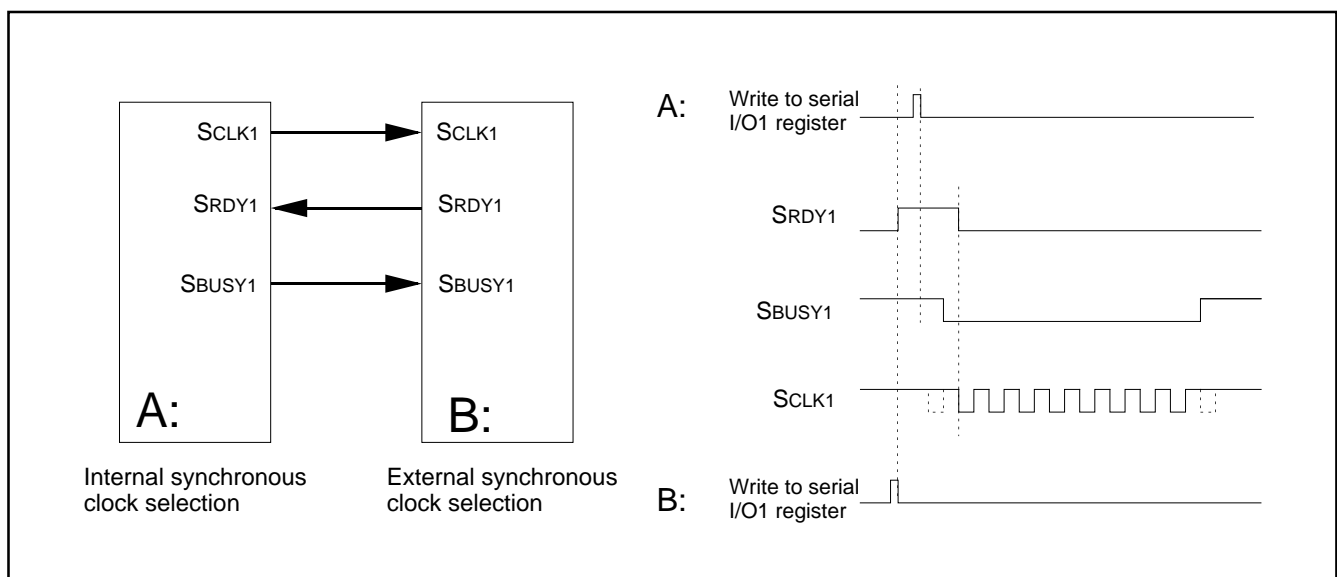 SCLK1
SCLK1
SRDY1
SRDY1
SBUSY1
SBUSY1
A:
B:
Internal synchronous
clock selection
External synchronous
clock selection
A:
Write to serial
I/O1 register
SRDY1
SBUSY1
SCLK1
B:
Write to serial
I/O1 register